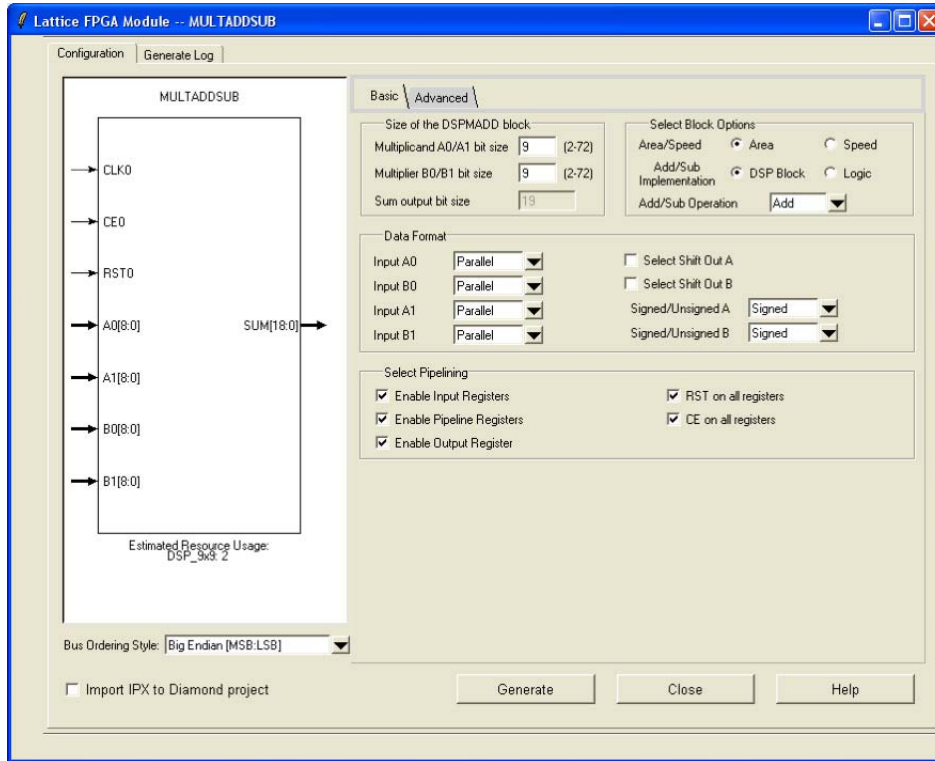 Lattice FPGA Module -- MULTADDSUB
Configuration
Generate Log
MULTADDSUB
CLK0
CE0
RST0
A0[8:0]
SUM[18:0]
A1[8:0]
B0[8:0]
B1[8:0]
Estimated Resource Usage:
DSP_9x9: 2
Bus Ordering Style: Big Endian [MSB:LSB]
Basic
Advanced
Size of the DSPMADD block
Multiplicand A0/A1 bit size 9 (2-72)
Multiplier B0/B1 bit size 9 (2-72)
Sum output bit size 19
Select Block Options
Area/Speed Area Speed
Add/Sub
Implementation DSP Block Logic
Add/Sub Operation Add
Data Format
Input A0 Parallel
Input B0 Parallel
Input A1 Parallel
Input B1 Parallel
Select Shift Out A
Select Shift Out B
Signed/Unsigned A Signed
Signed/Unsigned B Signed
Select Pipelining
Enable Input Registers
Enable Pipeline Registers
Enable Output Register
RST on all registers
CE on all registers
Import IPX to Diamond project
Generate
Close
Help